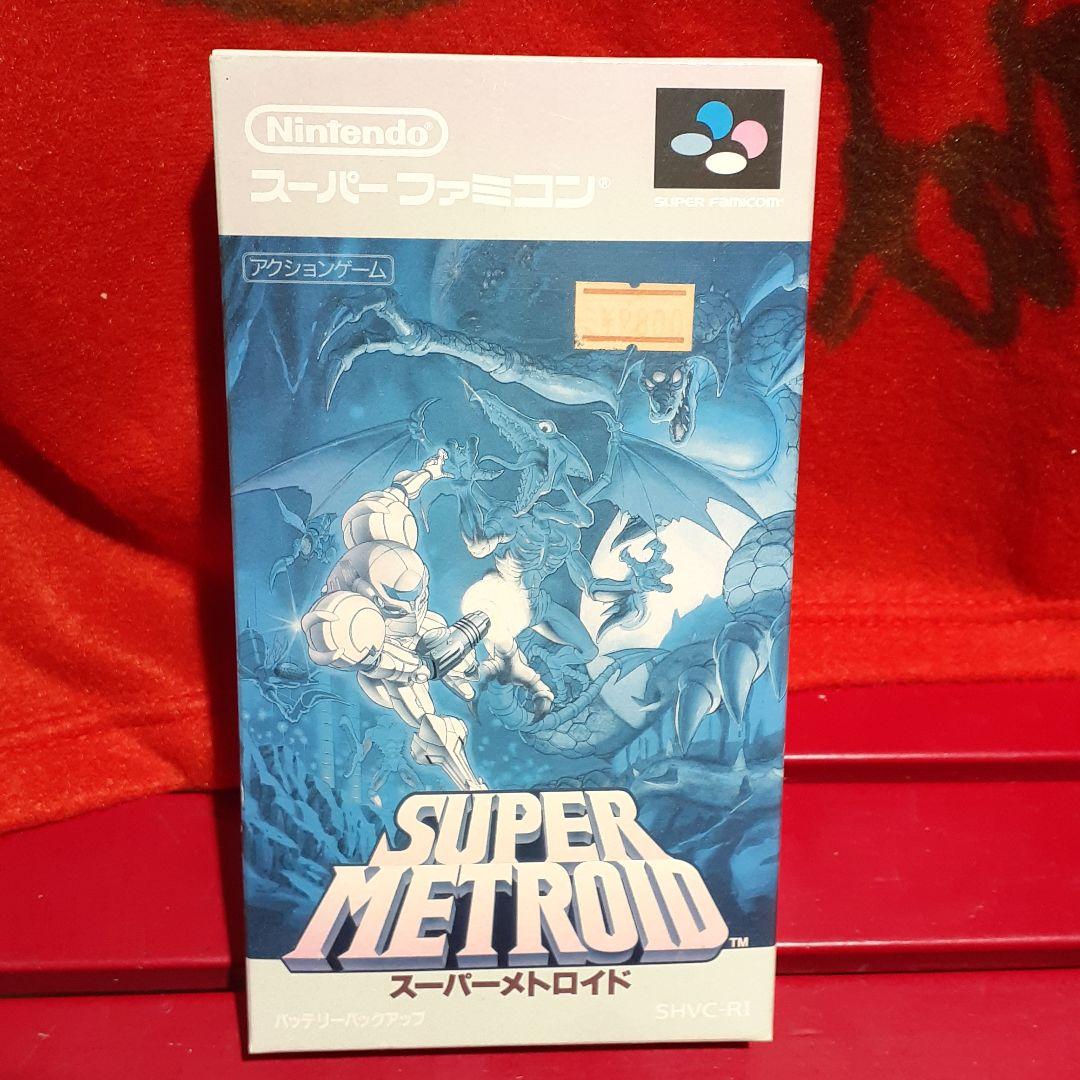 Nintendo®
スーパーファミコン®
SUPER FAMICOM
アクションゲーム
SUPER
METROID
TM
スーパーメトロイド
バッテリーバックアップ
SHVC-RI